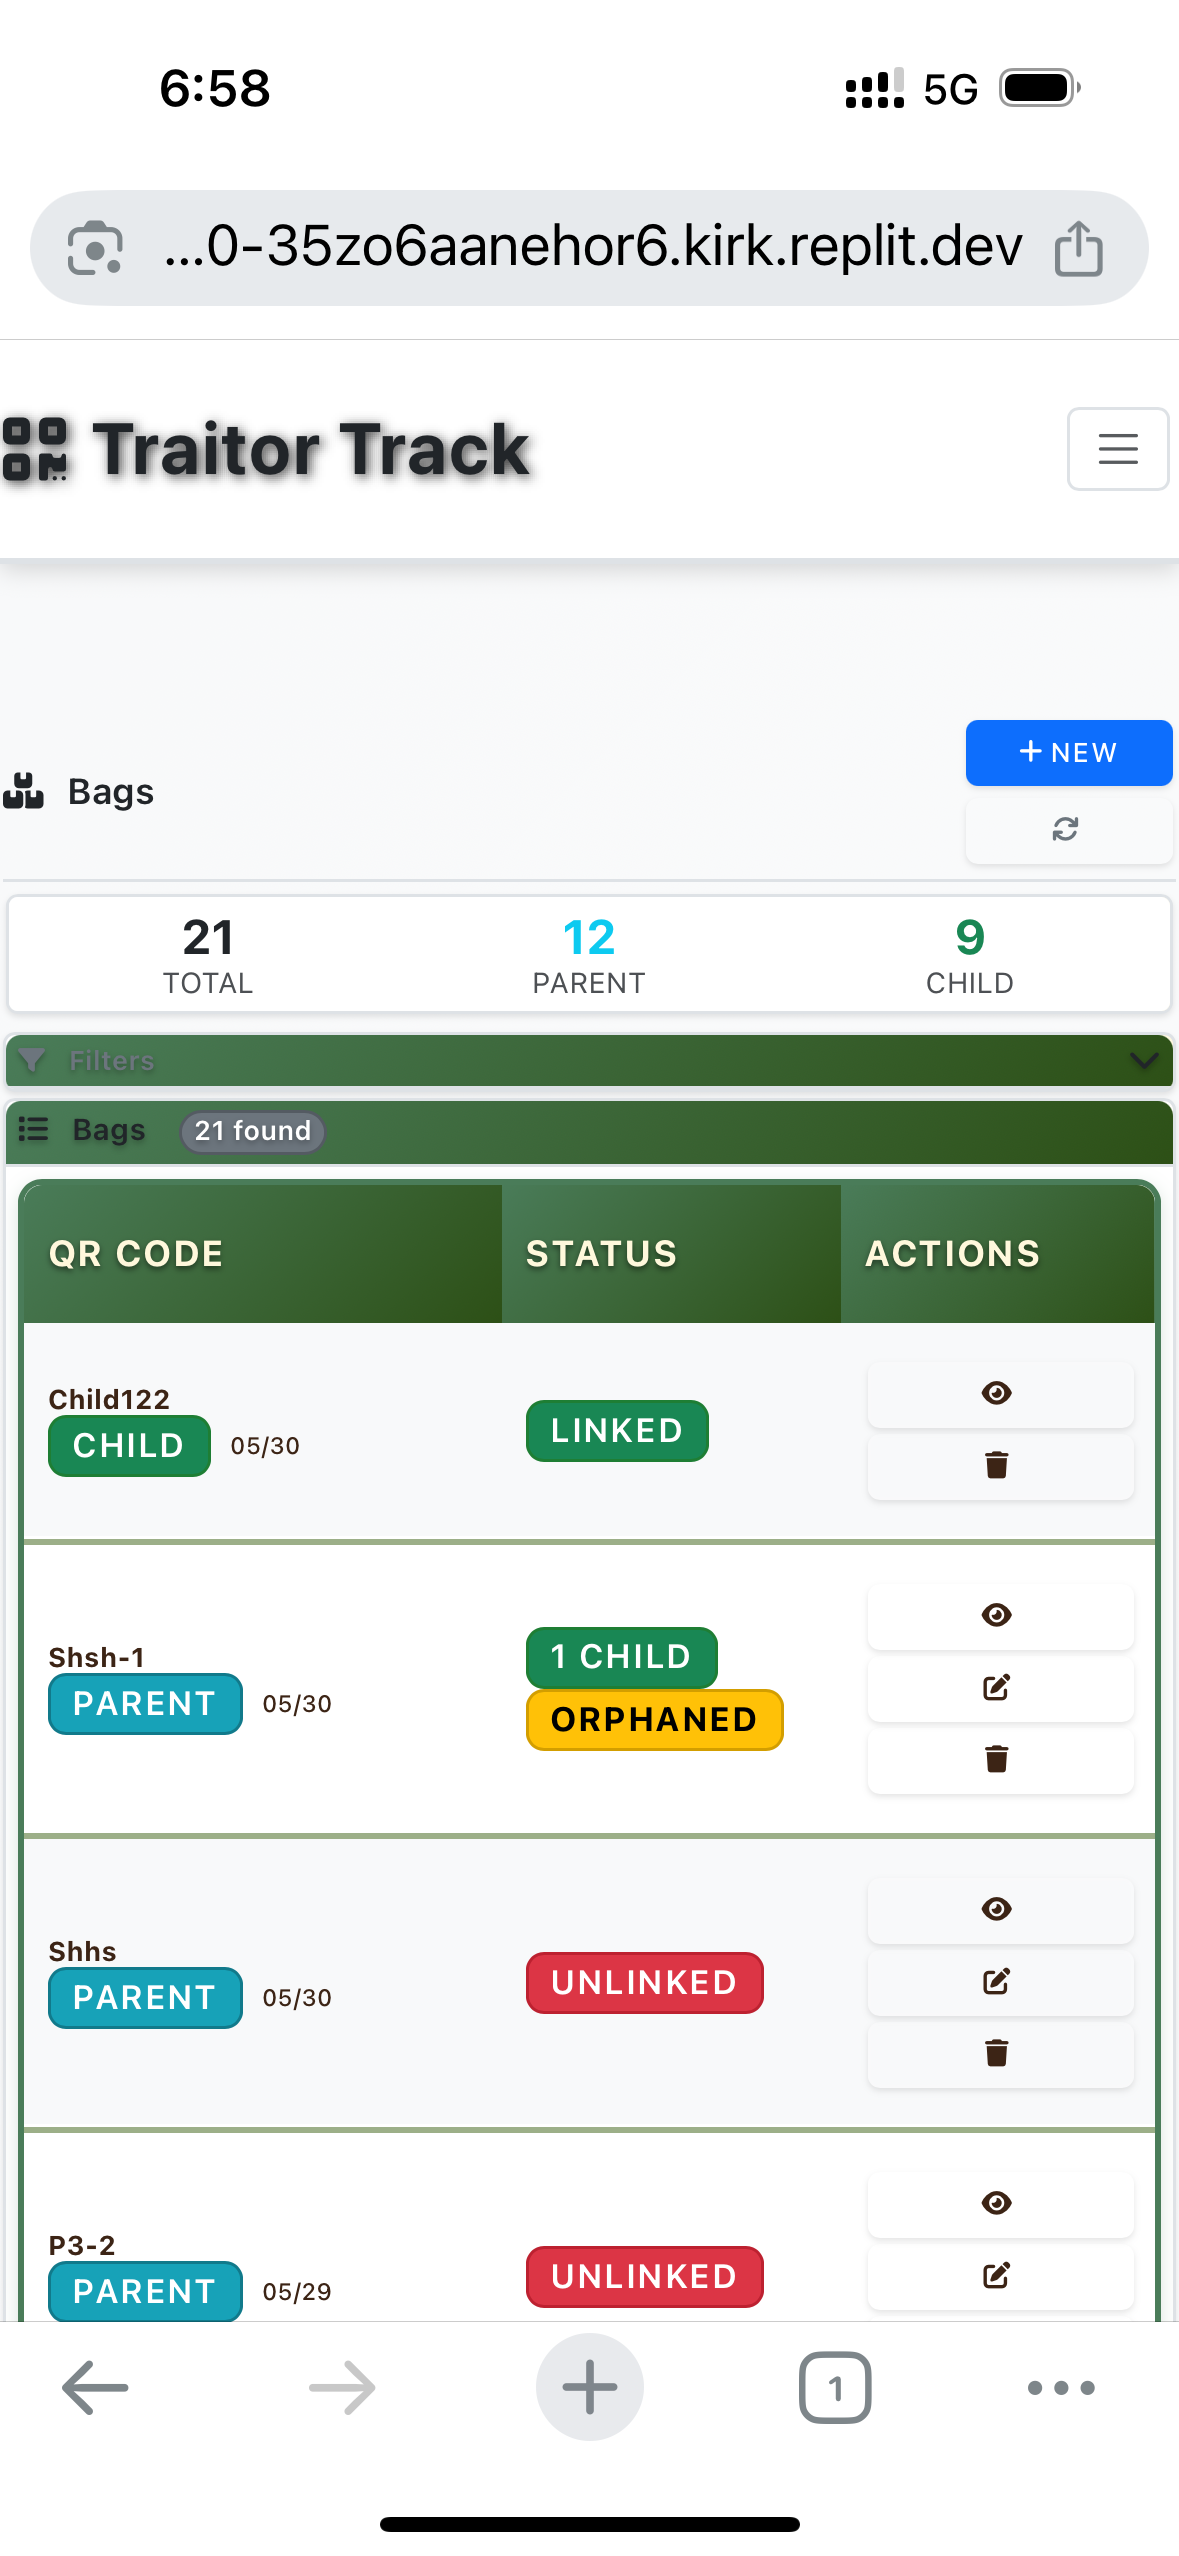 6:58
5G
...0-35zo6aanehor6.kirk.replit.dev
Traitor Track
Bags
+ NEW
21 12 9
TOTAL PARENT CHILD
Filters
Bags 21 found
QR CODE STATUS ACTIONS
Child122
CHILD 05/30
LINKED
Shsh-1
PARENT 05/30
1 CHILD
ORPHANED
Shhs
PARENT 05/30
UNLINKED
P3-2
PARENT 05/29
UNLINKED
1